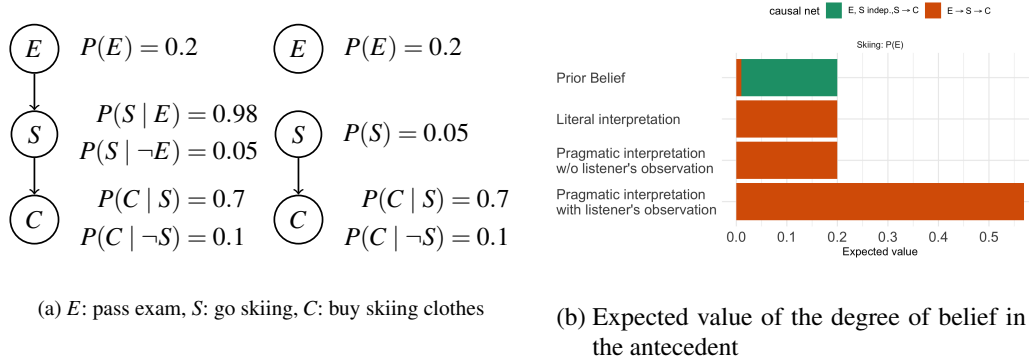 E P(E) = 0.2
E P(E) = 0.2
S P(S | E) = 0.98
P(S | ¬E) = 0.05
S P(S) = 0.05
C P(C | S) = 0.7
P(C | ¬S) = 0.1
C P(C | S) = 0.7
P(C | ¬S) = 0.1
(a) E: pass exam, S: go skiing, C: buy skiing clothes
causal net E, S indep.,S → C E → S → C
Skiing: P(E)
Prior Belief
Literal interpretation
Pragmatic interpretation
w/o listener's observation
Pragmatic interpretation
with listener's observation
0.0 0.1 0.2 0.3 0.4 0.5
Expected value
(b) Expected value of the degree of belief in
the antecedent